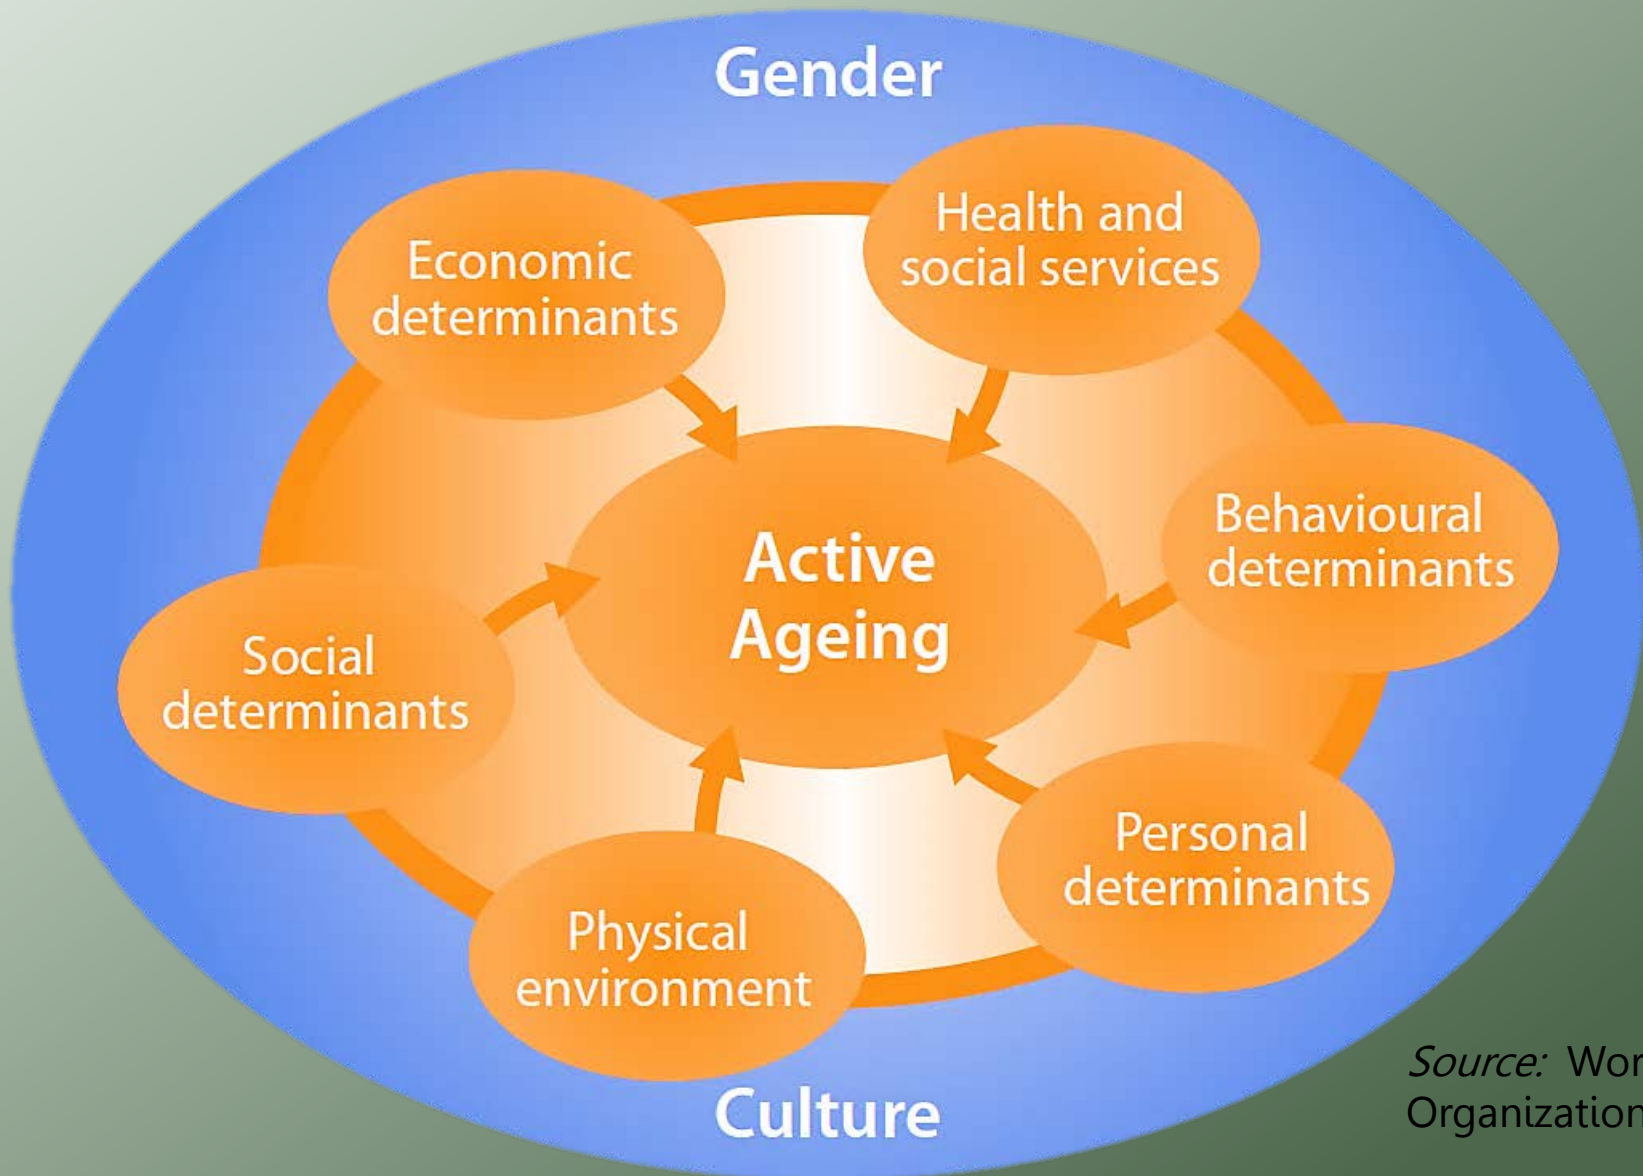 Gender
Health and
social services
Economic
determinants
Behavioural
determinants
Active
Ageing
Social
determinants
Personal
determinants
Physical
environment
Culture
Source:
Organization